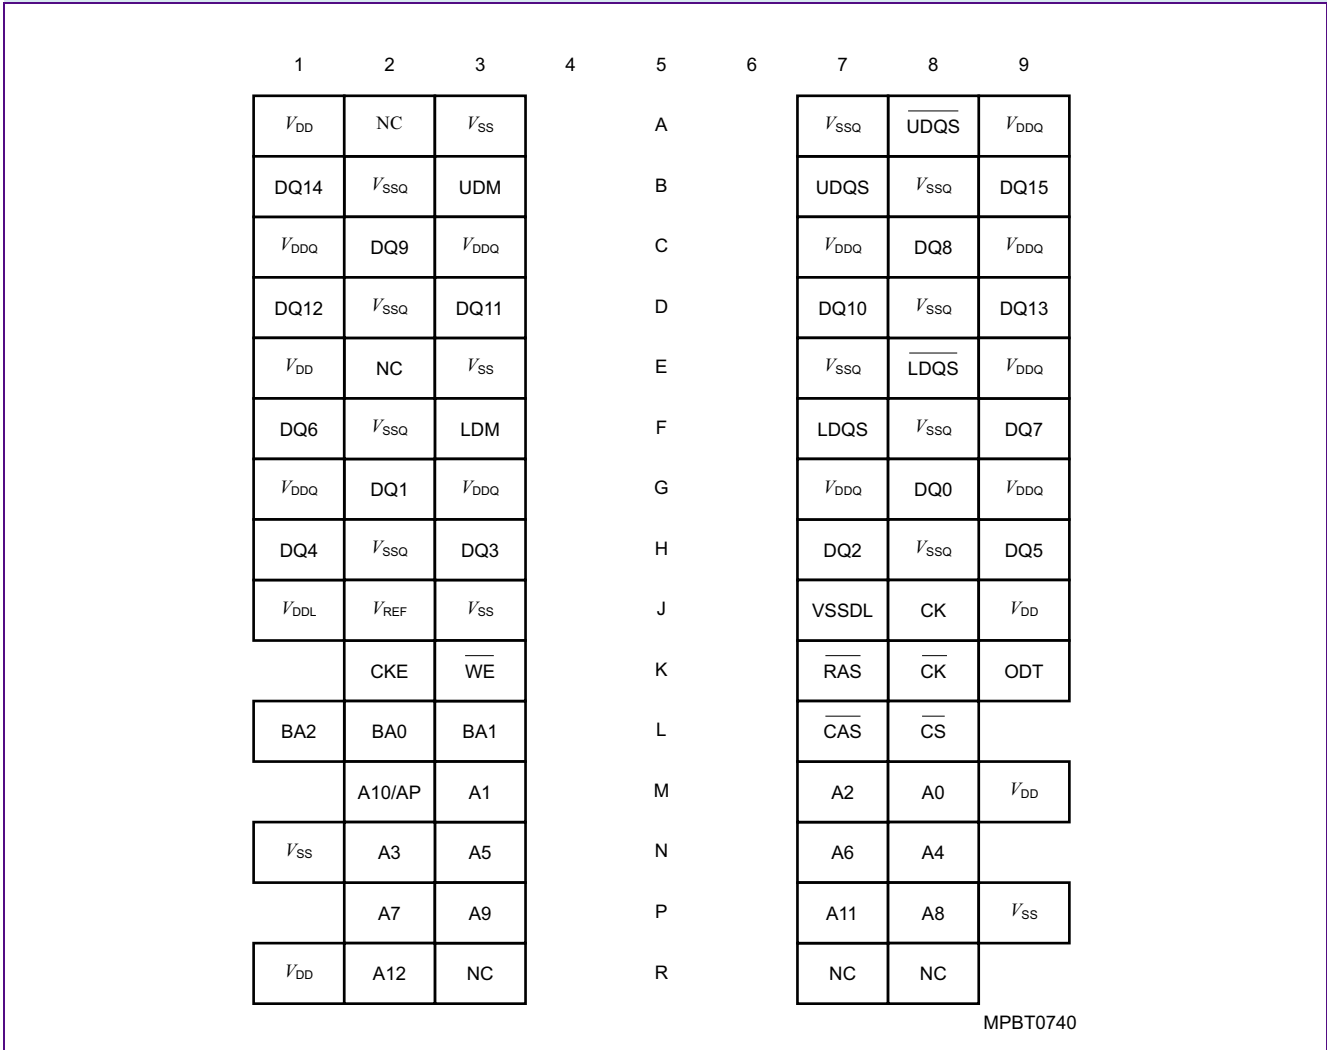 1 2 3 4 5 6 7 8 9
VDD NC VSS A VSSQ UDQS VDDQ
DQ14 VSSQ UDM B UDQS VSSQ DQ15
VDDQ DQ9 VDDQ C VDDQ DQ8 VDDQ
DQ12 VSSQ DQ11 D DQ10 VSSQ DQ13
VDD NC VSS E VSSQ LDQS VDDQ
DQ6 VSSQ LDM F LDQS VSSQ DQ7
VDDQ DQ1 VDDQ G VDDQ DQ0 VDDQ
DQ4 VSSQ DQ3 H DQ2 VSSQ DQ5
VDDL VREF VSS J VSSDL CK VDD
CKE WE K RAS CK ODT
BA2 BA0 BA1 L CAS CS
A10/AP A1 M A2 A0 VDD
VSS A3 A5 N A6 A4
A7 A9 P A11 A8 VSS
VDD A12 NC R NC NC
MPBT0740